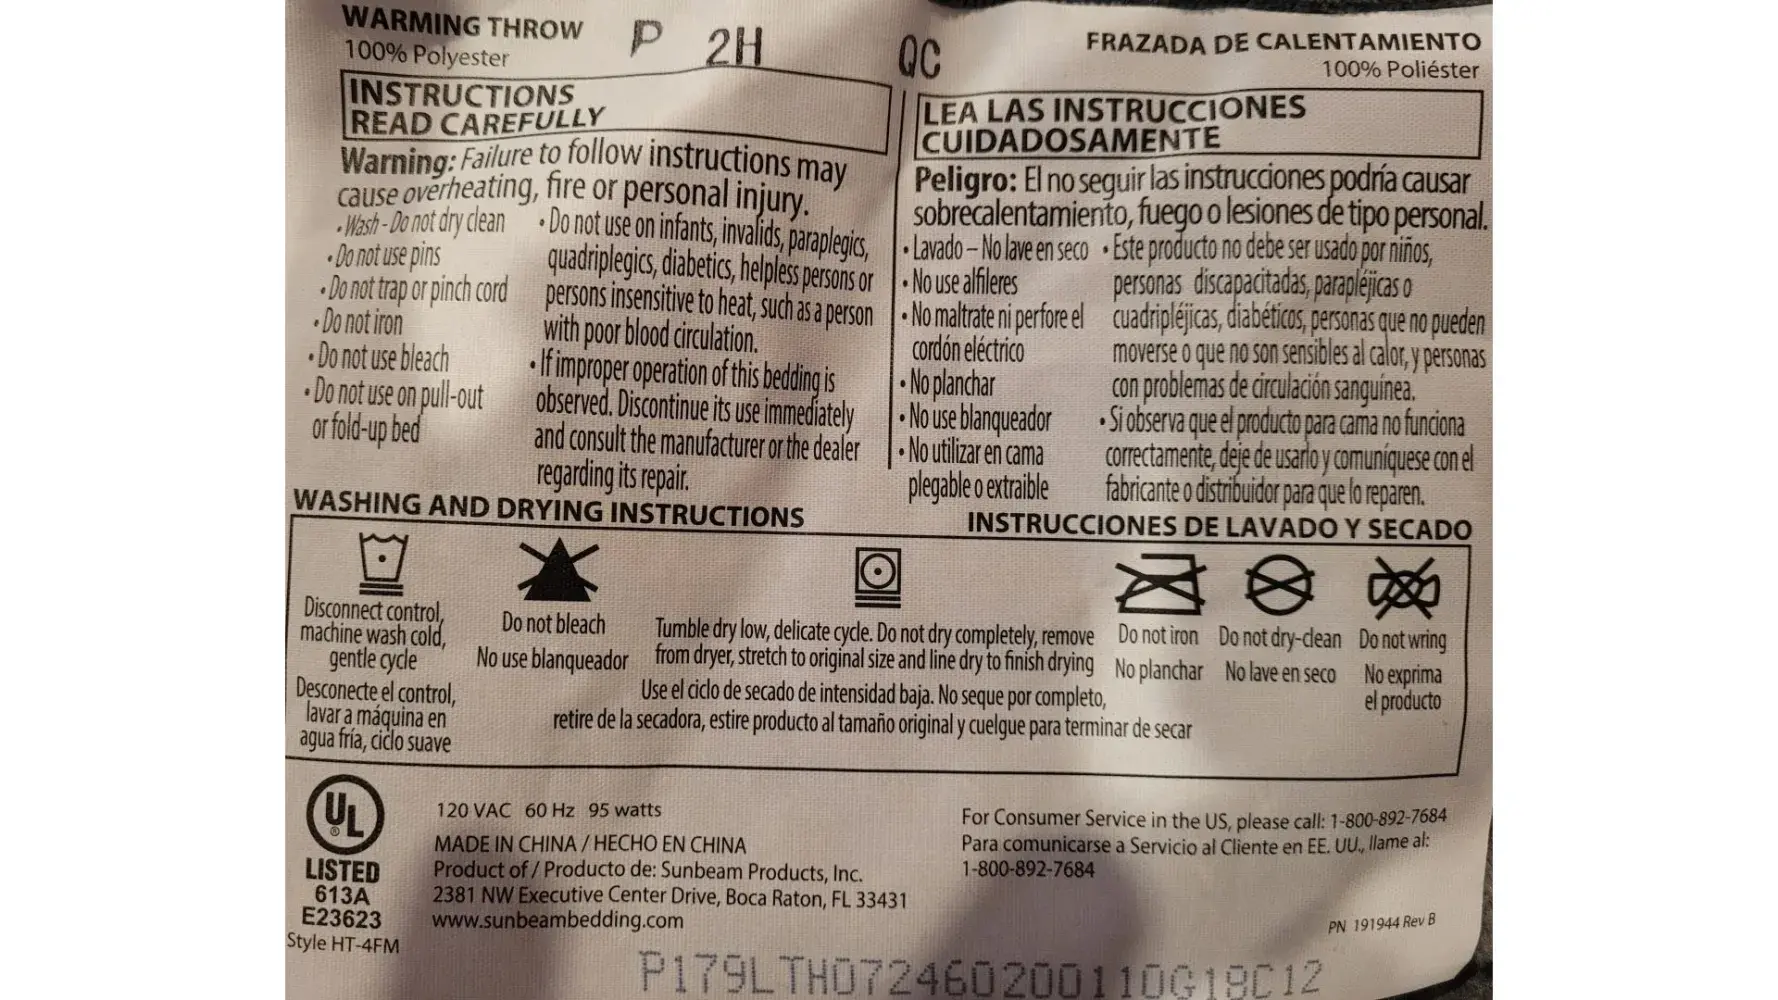 WARMING THROW
100% Polyester
P 2H
QC
FRAZADA DE CALENTAMIENTO
100% Poliéster
INSTRUCTIONS
READ CAREFULLY
Warning: Failure to follow instructions may
cause overheating, fire or personal injury.
• Wash - Do not dry clean
• Do not use pins
• Do not trap or pinch cord
• Do not iron
• Do not use bleach
• Do not use on pull-out
or fold-up bed
• Do not use on infants, invalids, paraplegics,
quadriplegics, diabetics, helpless persons or
persons insensitive to heat, such as a person
with poor blood circulation.
• If improper operation of this bedding is
observed. Discontinue its use immediately
and consult the manufacturer or the dealer
regarding its repair.
LEA LAS INSTRUCCIONES
CUIDADOSAMENTE
Peligro: El no seguir las instrucciones podría causar
sobrecalentamiento, fuego o lesiones de tipo personal.
• Lavado – No lave en seco
• No use alfileres
• No maltrate ni perfore el
cordón eléctrico
• No planchar
• No use blanqueador
• No utilizar en cama
plegable o extraible
• Este producto no debe ser usado por niños,
personas discapacitadas, parapléjicas o
cuadripléjicas, diabéticos, personas que no pueden
moverse o que no son sensibles al calor, y personas
con problemas de circulación sanguínea.
• Si observa que el producto para cama no funciona
correctamente, deje de usarlo y comuníquese con el
fabricante o distribuidor para que lo reparen.
WASHING AND DRYING INSTRUCTIONS
INSTRUCCIONES DE LAVADO Y SECADO
Disconnect control,
machine wash cold,
gentle cycle
Desconecte el control,
lavar a máquina en
agua fría, ciclo suave
Do not bleach
No use blanqueador
Tumble dry low, delicate cycle. Do not dry completely, remove
from dryer, stretch to original size and line dry to finish drying
Use el ciclo de secado de intensidad baja. No seque por completo,
retire de la secadora, estire producto al tamaño original y cuelgue para terminar de secar
Do not iron
No planchar
Do not dry-clean
No lave en seco
Do not wring
No exprima
el producto
UL
®
LISTED
613A
E23623
Style HT-4FM
120 VAC 60 Hz 95 watts
MADE IN CHINA / HECHO EN CHINA
Product of / Producto de: Sunbeam Products, Inc.
2381 NW Executive Center Drive, Boca Raton, FL 33431
www.sunbeambedding.com
For Consumer Service in the US, please call: 1-800-892-7684
Para comunicarse a Servicio al Cliente en EE. UU., llame al:
1-800-892-7684
PN 191944 Rev B
P179LTH072460200110G18C12